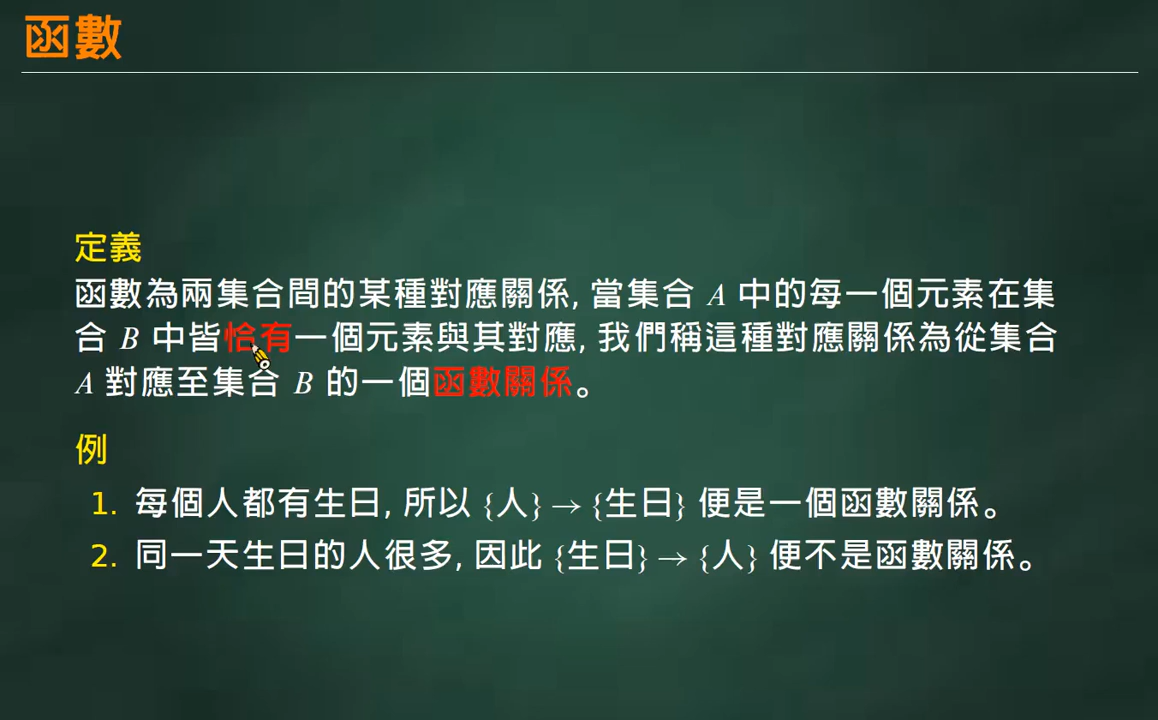 函數
定義
函數為兩集合間的某種對應關係, 當集合 A 中的每一個元素在集
合 B 中皆恰有一個元素與其對應, 我們稱這種對應關係為從集合
A 對應至集合 B 的一個函數關係。
例
1. 每個人都有生日, 所以 {人} → {生日} 便是一個函數關係。
2. 同一天生日的人很多, 因此 {生日} → {人} 便不是函數關係。